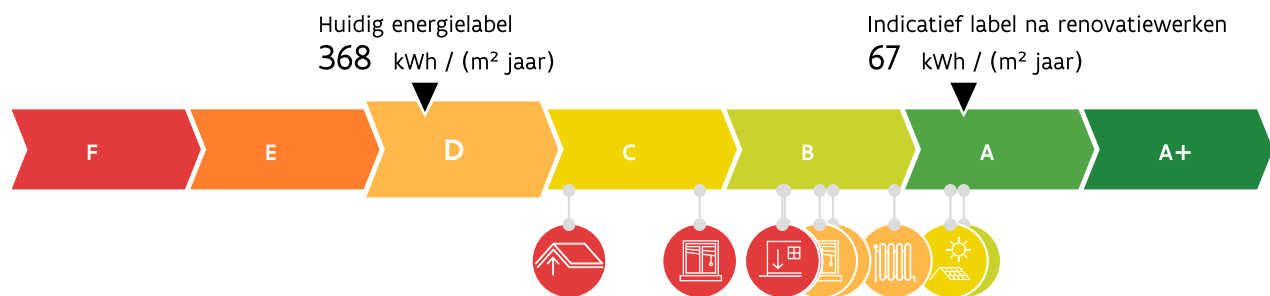 Huidig energielabel
368 kWh / (m² jaar)
Indicatief label na renovatiewerken
67 kWh / (m² jaar)
F E D C B A A+